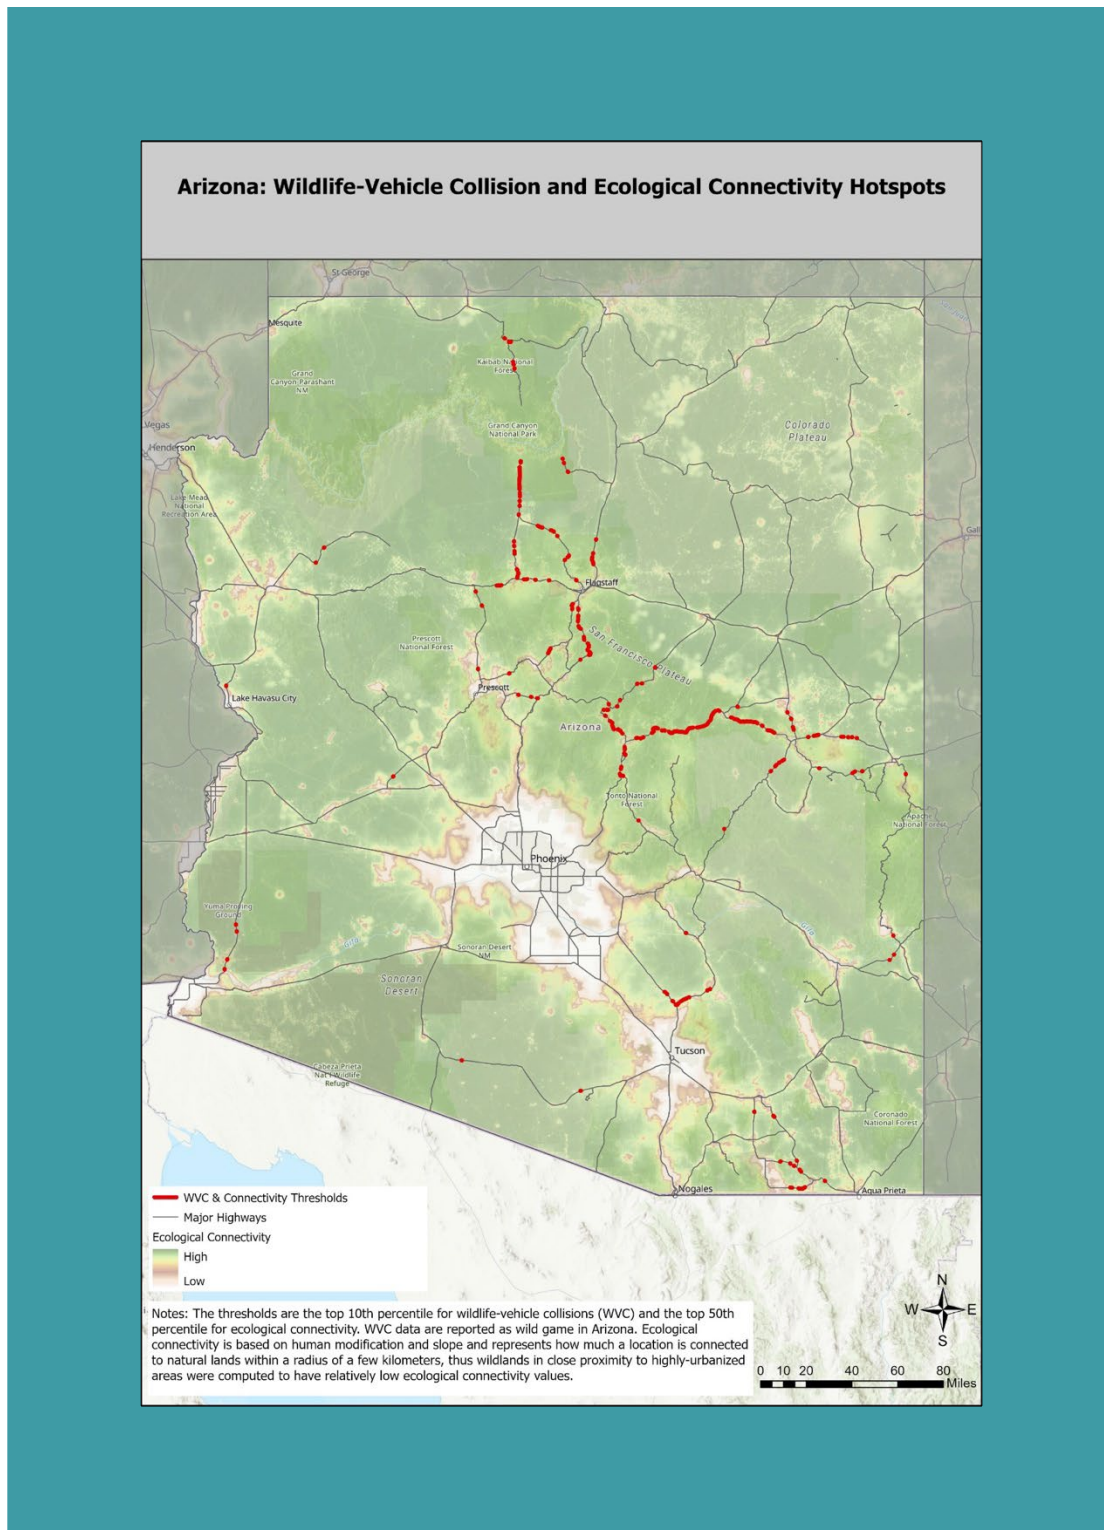 Arizona: Wildlife-Vehicle Collision and Ecological Connectivity Hotspots
St George
Mesquite
Kaibab National
Forest
Grand
Canyon-Parashant
NM
Grand Canyon
National Park
Colorado
Plateau
Vegas
Henderson
Lake Mead
National
Recreation Area
Gall
Flagstaff
San Francisco Plateau
Prescott
National Forest
Prescott
Lake Havasu City
Arizona
Tonto National
Forest
Apache
National Forest
Phoenix
Yuma Proving
Ground
Gila
Gila
Sonoran Desert
NM
Sonoran
Desert
Tucson
Cabeza Prieta
Nat'l Wildlife
Refuge
Coronado
National Forest
Nogales
Agua Prieta
WVC & Connectivity Thresholds
Major Highways
Ecological Connectivity
High
Low
N
W E
S
Notes: The thresholds are the top 10th percentile for wildlife-vehicle collisions (WVC) and the top 50th
percentile for ecological connectivity. WVC data are reported as wild game in Arizona. Ecological
connectivity is based on human modification and slope and represents how much a location is connected
to natural lands within a radius of a few kilometers, thus wildlands in close proximity to highly-urbanized
areas were computed to have relatively low ecological connectivity values.
0 10 20 40 60 80
Miles